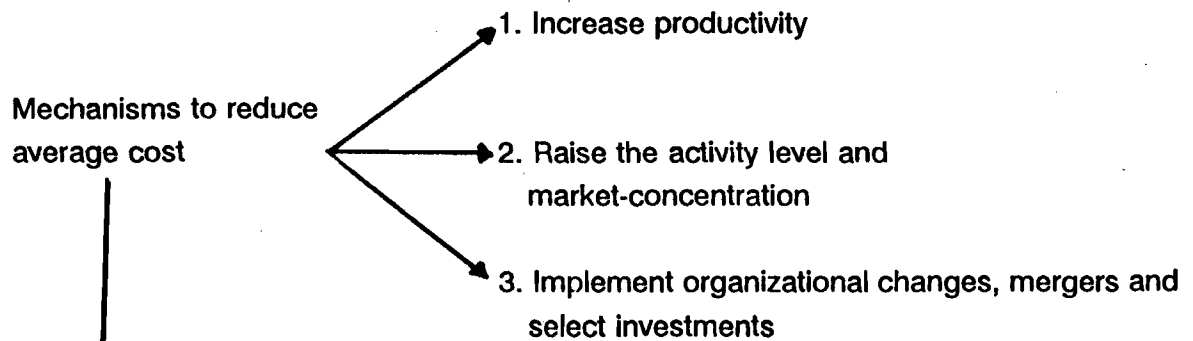 1. Increase productivity
Mechanisms to reduce
average cost
2. Raise the activity level and
market-concentration
3. Implement organizational changes, mergers and
select investments